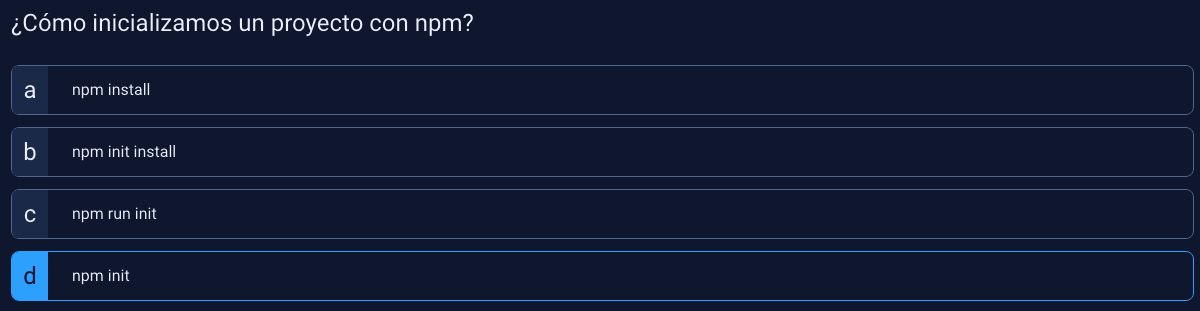 ¿Cómo inicializamos un proyecto con npm?
a npm install
b npm init install
c npm run init
d npm init